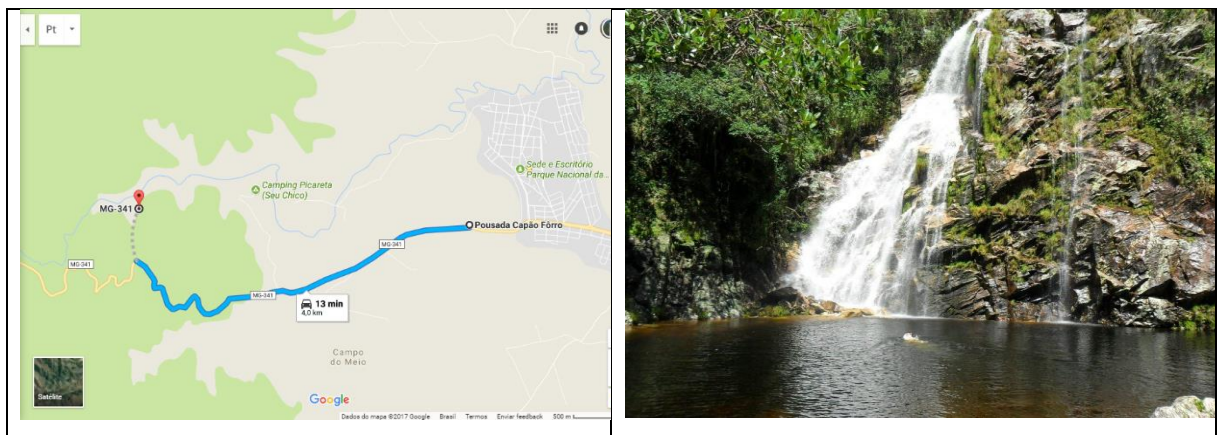 Pt
Sede e Escritório
Parque Nacional da...
Camping Picareta
(Seu Chico)
MG-341
Pousada Capão Fôrro
MG-341
MG-341
MG-341
13 min
4,0 km
Campo
do Meio
Satélite
Google
Dados do mapa ©2017 Google Brasil Termos Enviar feedback 500 m